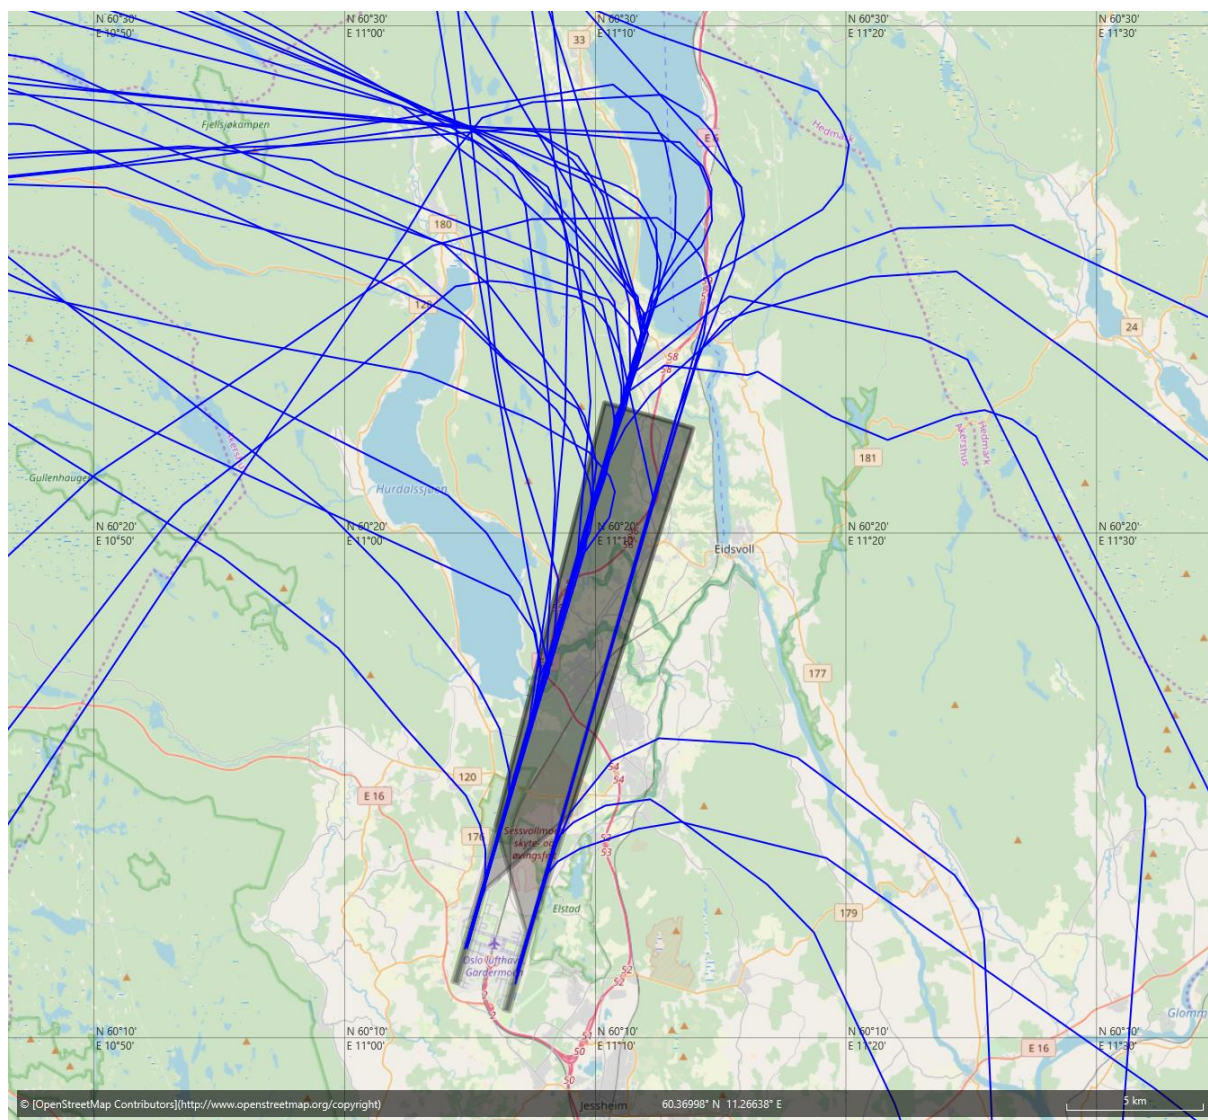 N 60°30'
E 10°50'
N 60°30'
E 11°00'
33
N 60°30'
E 11°10'
N 60°30'
E 11°20'
N 60°30'
E 11°30'
Fjellsjøkampen
Hedmark
180
24
58
Gullenhaugen
Akershus
Hedmark
181
Hurdalssjøen
N 60°20'
E 10°50'
N 60°20'
E 11°00'
N 60°20'
E 11°10'
N 60°20'
E 11°20'
N 60°20'
E 11°30'
Eidsvoll
177
120
54
54
E 16
176
Sessvollmoen
skyte- og
øvingsfelt
53
Elstad
179
Oslo lufthavn
Gardermoen
52
52
N 60°10'
E 10°50'
N 60°10'
E 11°00'
N 60°10'
E 11°10'
N 60°10'
E 11°20'
N 60°10'
E 11°30'
Glomm
E 16
50
50
© [OpenStreetMap Contributors](http://www.openstreetmap.org/copyright)
Jessheim
60.36998° N 11.26638° E
5 km